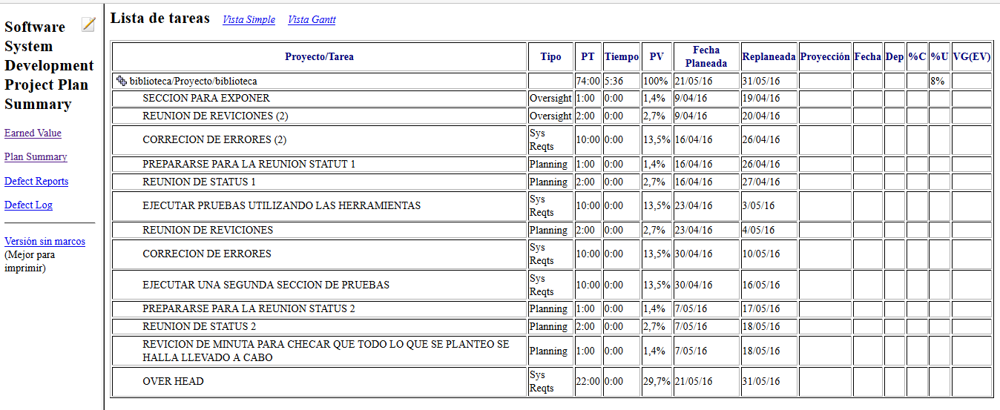 Software
System
Development
Project Plan
Summary
Earned Value
Plan Summary
Defect Reports
Defect Log
Versión sin marcos
(Mejor para
imprimir)
Lista de tareas Vista Simple Vista Gantt
Proyecto/Tarea Tipo PT Tiempo PV Fecha Planeada Replaneada Proyección Fecha Dep %C %U VG(EV)
biblioteca/Proyecto/biblioteca 74:00 5:36 100% 21/05/16 31/05/16 8%
SECCION PARA EXPONER Oversight 1:00 0:00 1,4% 9/04/16 19/04/16
REUNION DE REVICIONES (2) Oversight 2:00 0:00 2,7% 9/04/16 20/04/16
CORRECION DE ERRORES (2) Sys Reqts 10:00 0:00 13,5% 16/04/16 26/04/16
PREPARARSE PARA LA REUNION STATUT 1 Planning 1:00 0:00 1,4% 16/04/16 26/04/16
REUNION DE STATUS 1 Planning 2:00 0:00 2,7% 16/04/16 27/04/16
EJECUTAR PRUEBAS UTILIZANDO LAS HERRAMIENTAS Sys Reqts 10:00 0:00 13,5% 23/04/16 3/05/16
REUNION DE REVICIONES Planning 2:00 0:00 2,7% 23/04/16 4/05/16
CORRECION DE ERRORES Sys Reqts 10:00 0:00 13,5% 30/04/16 10/05/16
EJECUTAR UNA SEGUNDA SECCION DE PRUEBAS Sys Reqts 10:00 0:00 13,5% 30/04/16 16/05/16
PREPARARSE PARA LA REUNION STATUS 2 Planning 1:00 0:00 1,4% 7/05/16 17/05/16
REUNION DE STATUS 2 Planning 2:00 0:00 2,7% 7/05/16 18/05/16
REVICION DE MINUTA PARA CHECAR QUE TODO LO QUE SE PLANTEO SE
HALLA LLEVADO A CABO Planning 1:00 0:00 1,4% 7/05/16 18/05/16
OVER HEAD Sys Reqts 22:00 0:00 29,7% 21/05/16 31/05/16